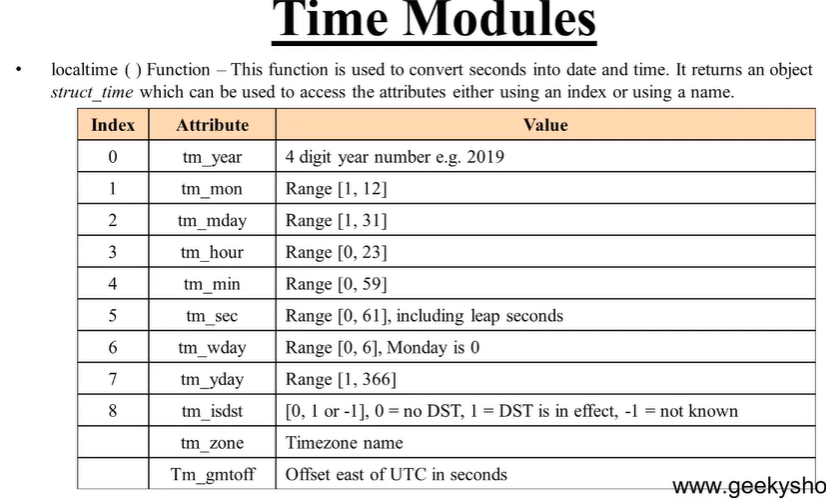 Time Modules
• localtime ( ) Function – This function is used to convert seconds into date and time. It returns an object
struct_time which can be used to access the attributes either using an index or using a name.
Index Attribute Value
0 tm_year 4 digit year number e.g. 2019
1 tm_mon Range [1, 12]
2 tm_mday Range [1, 31]
3 tm_hour Range [0, 23]
4 tm_min Range [0, 59]
5 tm_sec Range [0, 61], including leap seconds
6 tm_wday Range [0, 6], Monday is 0
7 tm_yday Range [1, 366]
8 tm_isdst [0, 1 or -1], 0 = no DST, 1 = DST is in effect, -1 = not known
tm_zone Timezone name
Tm_gmtoff Offset east of UTC in seconds
www.geekysho